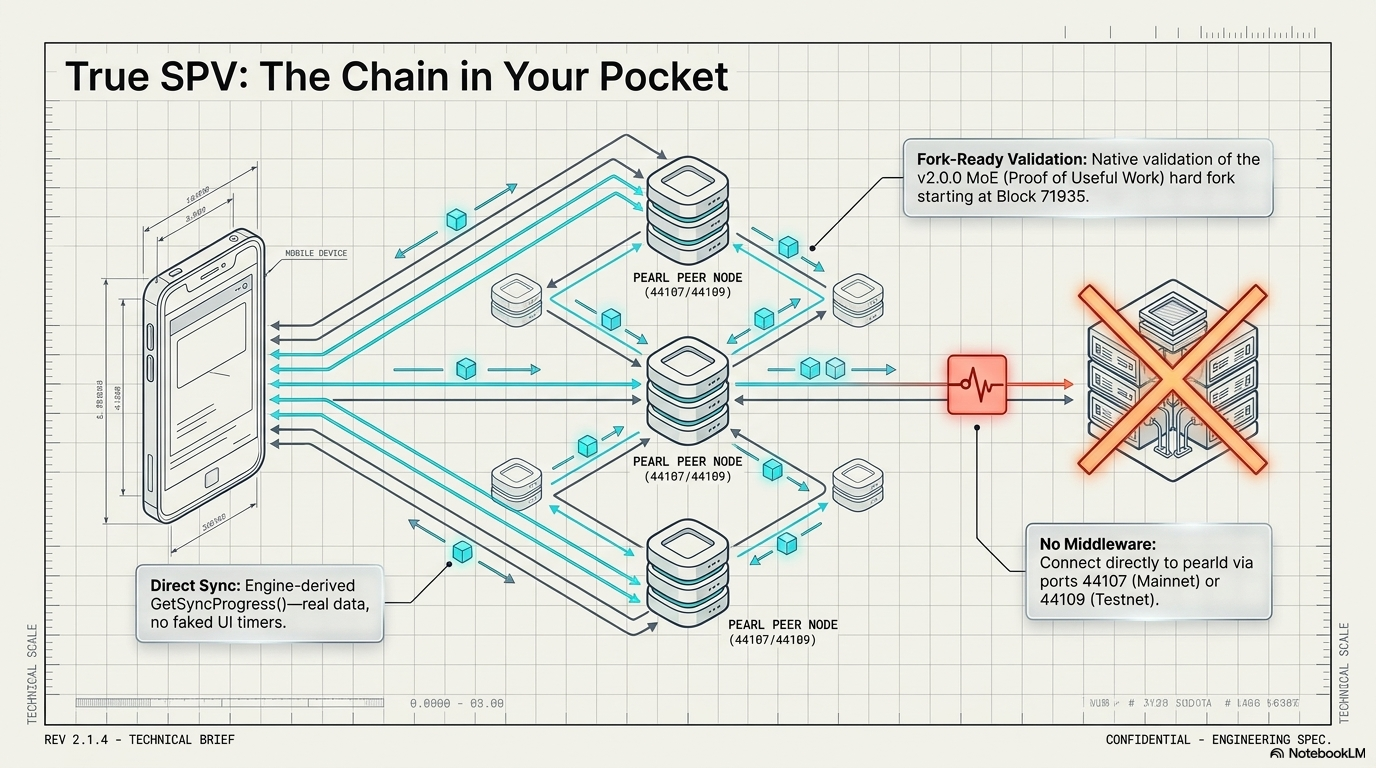 True SPV: The Chain in Your Pocket
Fork-Ready Validation: Native validation of the
v2.0.0 MoE (Proof of Useful Work) hard fork
starting at Block 71935.
MOBILE DEVICE
PEARL PEER NODE
(44107/44109)
PEARL PEER NODE
(44107/44109)
No Middleware:
Connect directly to pearld via
ports 44107 (Mainnet) or
44109 (Testnet).
Direct Sync: Engine-derived
GetSyncProgress()—real data,
no faked UI timers.
PEARL PEER NODE
(44107/44109)
TECHNICAL SCALE
TECHNICAL SCALE
0.0000 - 03.00
REV 2.1.4 - TECHNICAL BRIEF
CONFIDENTIAL - ENGINEERING SPEC.
NotebookLM